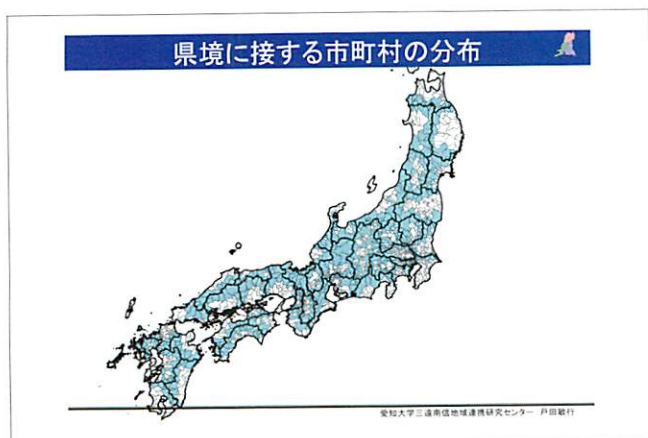 県境に接する市町村の分布
愛知大学三遠南信地域連携研究センター 戸田敏行